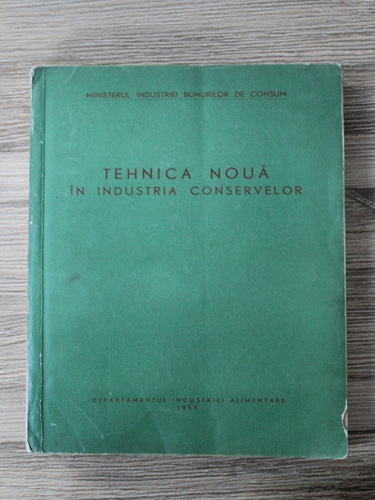 MINISTERUL INDUSTRIEI BUNURILOR DE CONSUM
TEHNICA NOUĂ
ÎN INDUSTRIA CONSERVELOR
DEPARTAMENTUL INDUSTRIEI ALIMENTARE
1958